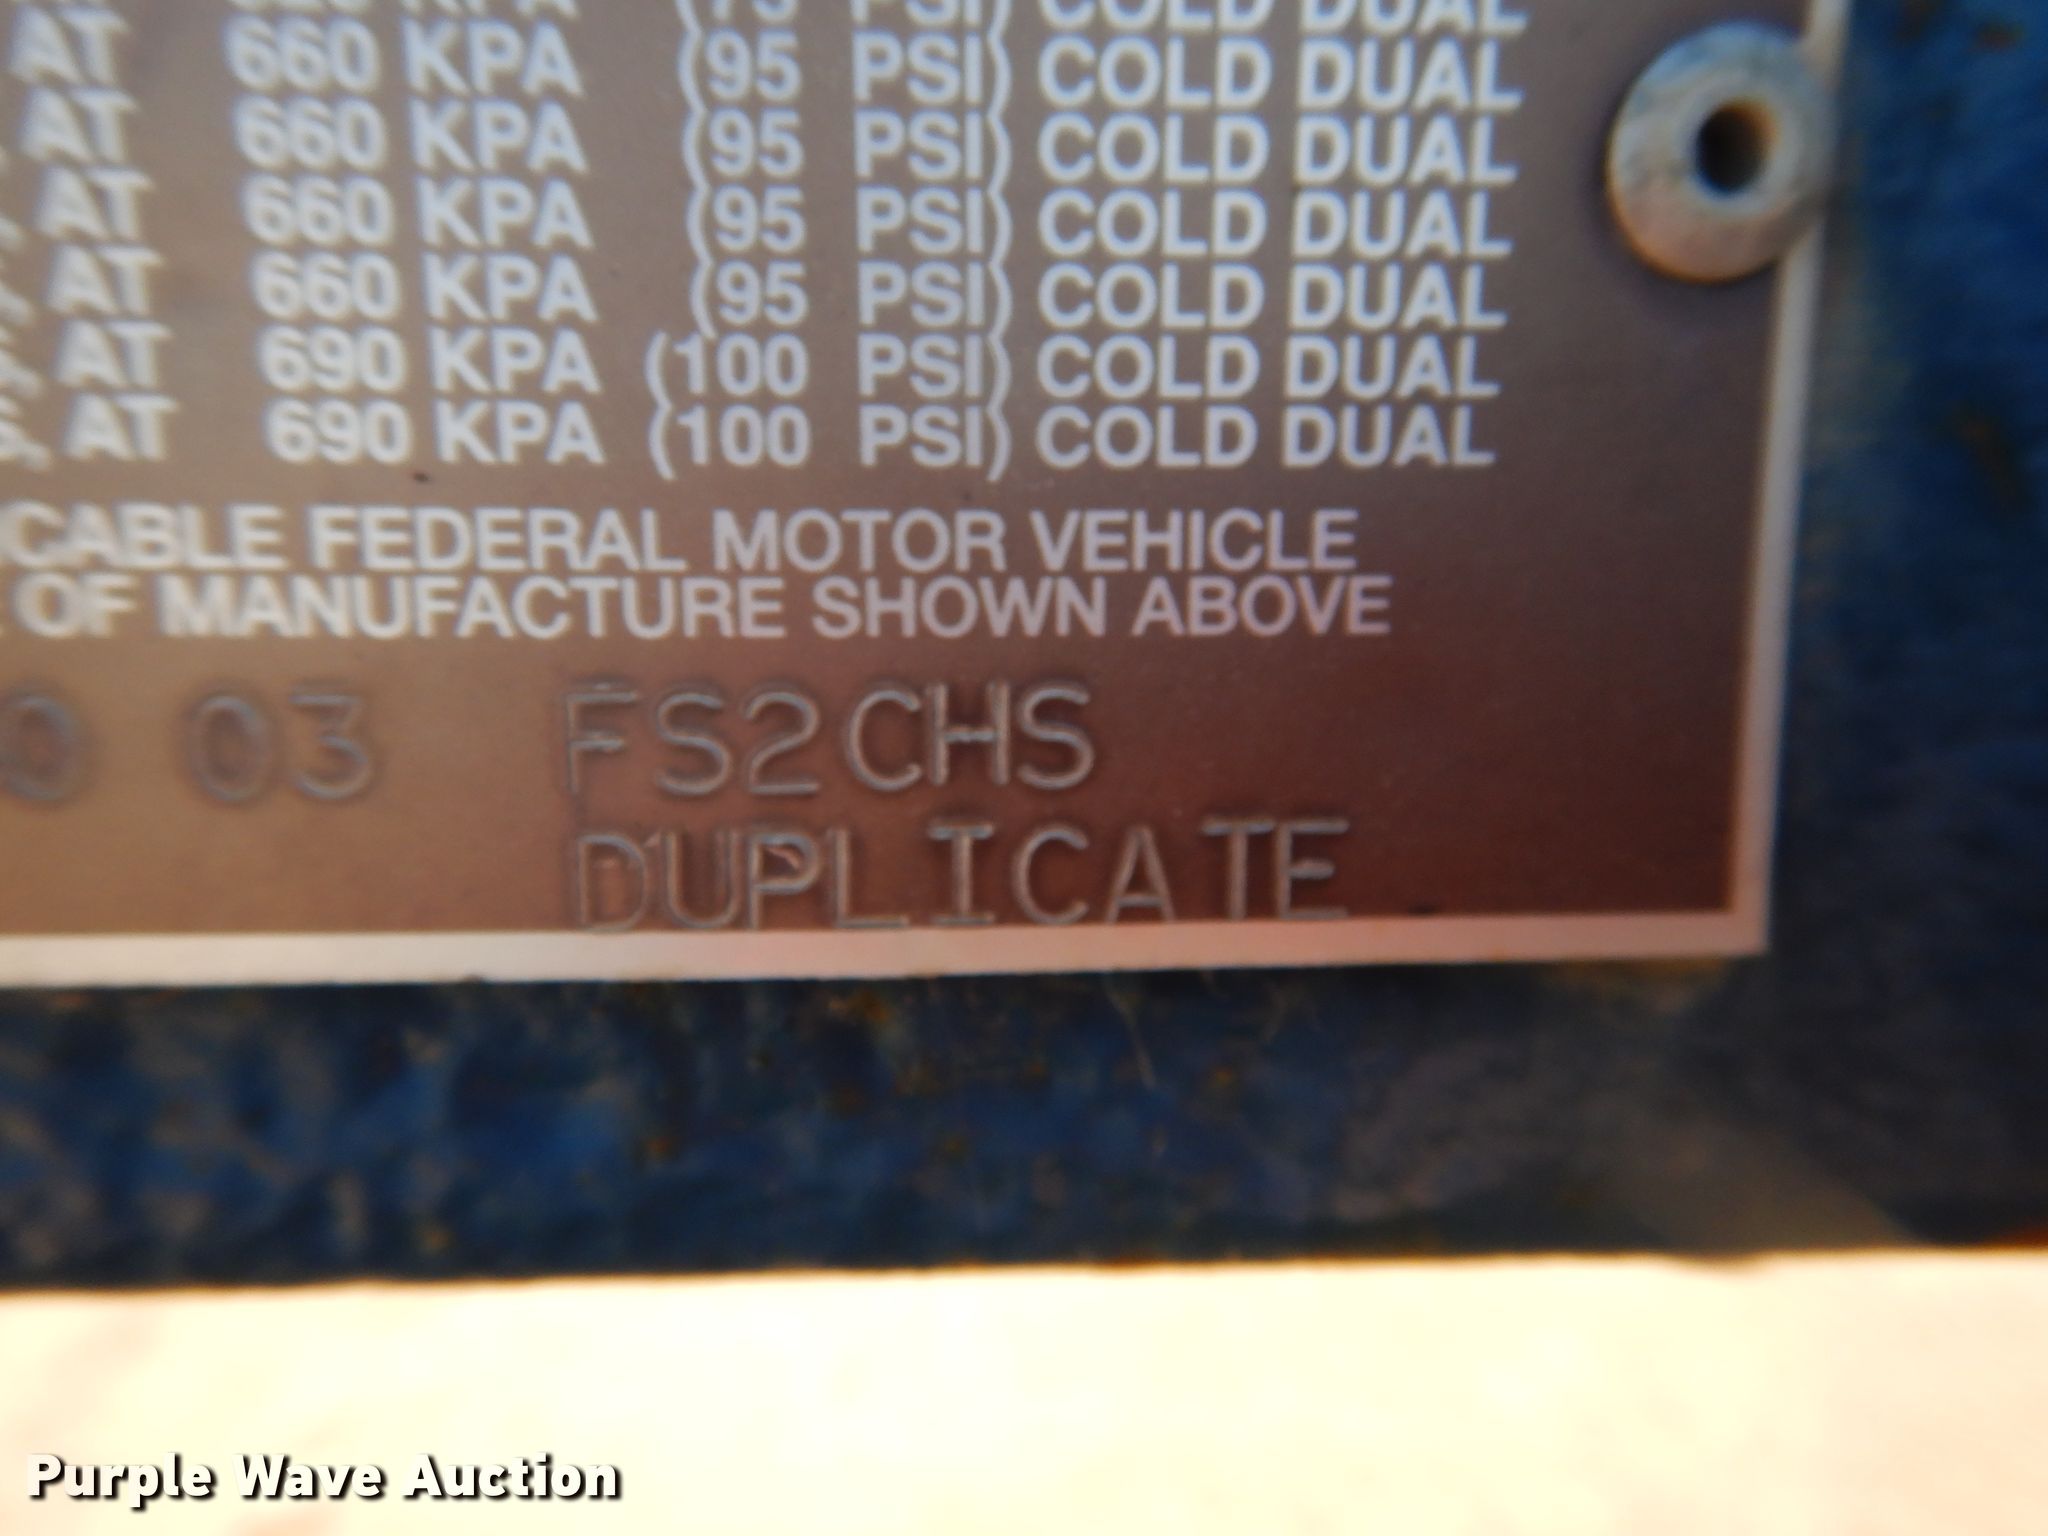 AT 660 KPA (95 PSI) COLD DUAL
AT 660 KPA (95 PSI) COLD DUAL
AT 660 KPA (95 PSI) COLD DUAL
AT 660 KPA (95 PSI) COLD DUAL
AT 690 KPA (100 PSI) COLD DUAL
AT 690 KPA (100 PSI) COLD DUAL
CABLE FEDERAL MOTOR VEHICLE
OF MANUFACTURE SHOWN ABOVE
0 03 FS2CHS
DUPLICATE
Purple Wave Auction